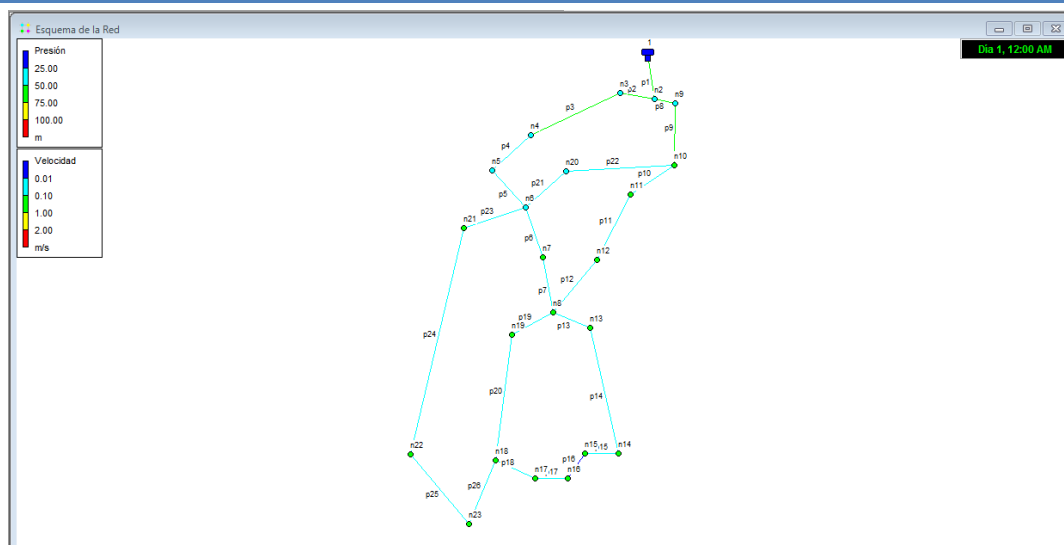 Esquema de la Red
Presión
25.00
50.00
75.00
100.00
m
Velocidad
0.01
0.10
1.00
2.00
m/s
Día 1, 12:00 AM
1
p1
n3
p2
n2
n9
p8
p3
p9
n4
p4
n5
n20
p22
n10
p10
p21
n11
p5
n6
p23
n21
p11
p6
n7
n12
p12
p7
n8
p19
n19
p13
n13
p24
p20
p14
n22
n18
p18
n15
15
n14
p16
n17
17
n16
p25
p26
n23